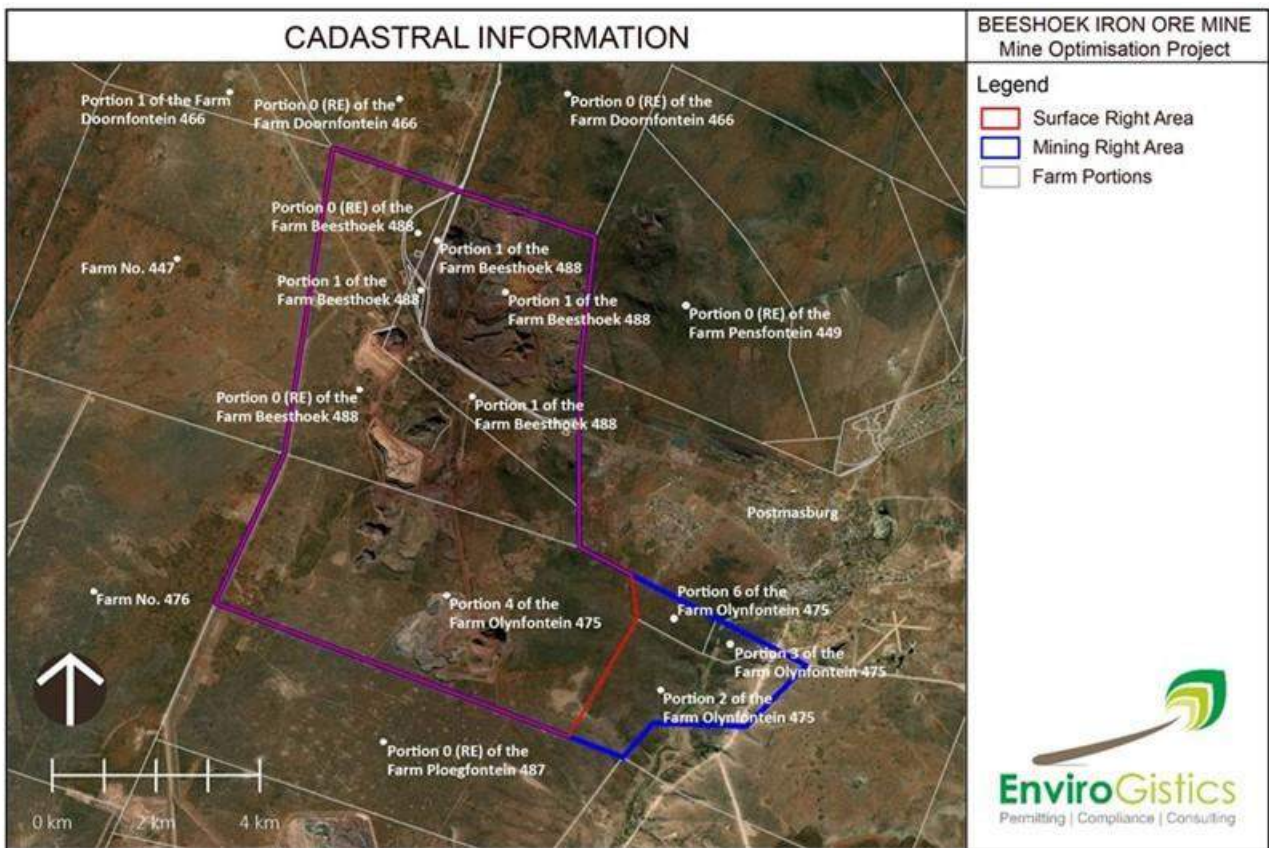 CADASTRAL INFORMATION
BEESHOEK IRON ORE MINE
Mine Optimisation Project
Legend
Surface Right Area
Mining Right Area
Farm Portions
Portion 1 of the Farm
Doornfontein 466
Portion 0 (RE) of the
Farm Doornfontein 466
Portion 0 (RE) of the
Farm Doornfontein 466
Portion 0 (RE) of the
Farm Beesthoek 488
Portion 1 of the
Farm Beesthoek 488
Farm No. 447
Portion 1 of the
Farm Beesthoek 488
Portion 1 of the
Farm Beesthoek 488
Portion 0 (RE) of the
Farm Pensfontein 449
Portion 0 (RE) of the
Farm Beesthoek 488
Portion 1 of the
Farm Beesthoek 488
Postmasburg
Farm No. 476
Portion 4 of the
Farm Olynfontein 475
Portion 6 of the
Farm Olynfontein 475
Portion 3 of the
Farm Olynfontein 475
Portion 2 of the
Farm Olynfontein 475
Portion 0 (RE) of the
Farm Ploegfontein 487
0 km 2 km 4 km
EnviroGistics
Permitting | Compliance | Consulting